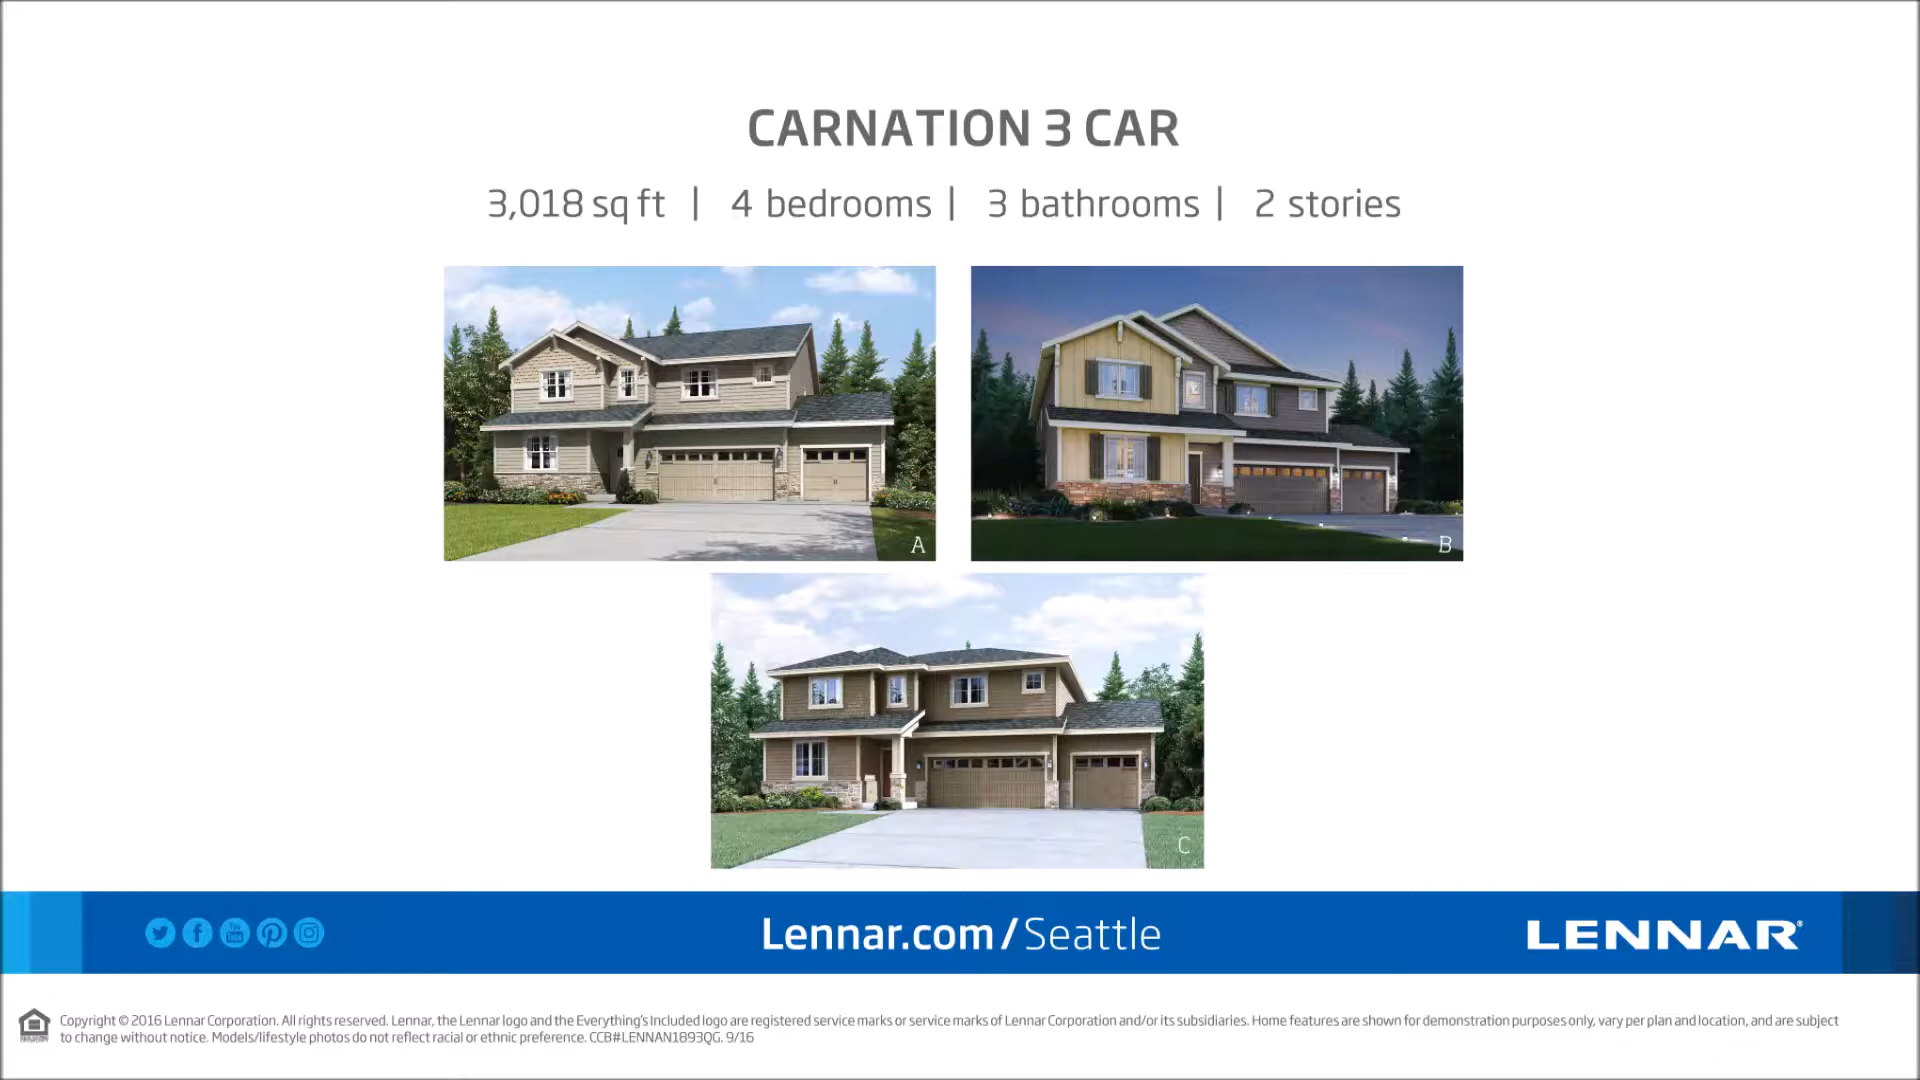 CARNATION 3 CAR
3,018 sq ft | 4 bedrooms | 3 bathrooms | 2 stories
A
B
C
Lennar.com/Seattle
LENNAR®
Copyright © 2016 Lennar Corporation. All rights reserved. Lennar, the Lennar logo and the Everything's Included logo are registered service marks or service marks of Lennar Corporation and/or its subsidiaries. Home features are shown for demonstration purposes only, vary per plan and location, and are subject
to change without notice. Models/lifestyle photos do not reflect racial or ethnic preference. CCB#LENNAN1893QG. 9/16